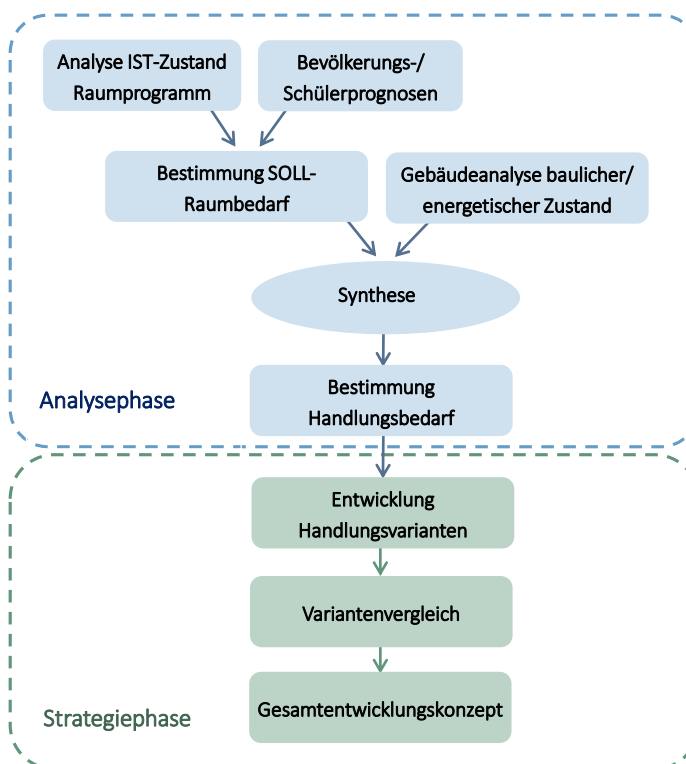 Analyse IST-Zustand
Raumprogramm
Bevölkerungs-/
Schülerprognosen
Bestimmung SOLL-
Raumbedarf
Gebäudeanalyse baulicher/
energetischer Zustand
Synthese
Bestimmung
Handlungsbedarf
Analysephase
Entwicklung
Handlungsvarianten
Variantenvergleich
Gesamtentwicklungskonzept
Strategiephase